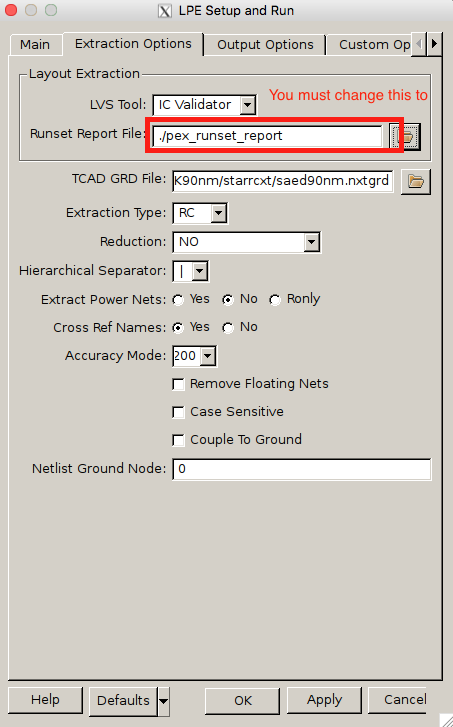 LPE Setup and Run
Main
Extraction Options
Output Options
Custom Op
Layout Extraction
LVS Tool: IC Validator
You must change this to
Runset Report File: ./pex_runset_report
TCAD GRD File: K90nm/starrcxt/saed90nm.nxtgrd
Extraction Type: RC
Reduction: NO
Hierarchical Separator: |
Extract Power Nets: Yes No Ronly
Cross Ref Names: Yes No
Accuracy Mode: 200
Remove Floating Nets
Case Sensitive
Couple To Ground
Netlist Ground Node: 0
Help
Defaults
OK
Apply
Cancel